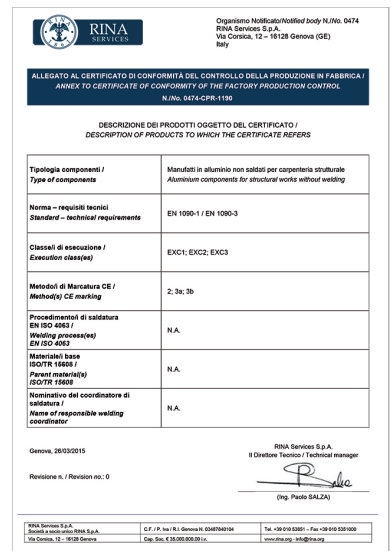 RINA
SERVICES
Organismo Notificato/Notified body N./No. 0474
RINA Services S.p.A.
Via Corsica, 12 – 16128 Genova (GE)
Italy
ALLEGATO AL CERTIFICATO DI CONFORMITÀ DEL CONTROLLO DELLA PRODUZIONE IN FABBRICA /
ANNEX TO CERTIFICATE OF CONFORMITY OF THE FACTORY PRODUCTION CONTROL
N./No. 0474-CPR-1190
DESCRIZIONE DEI PRODOTTI OGGETTO DEL CERTIFICATO /
DESCRIPTION OF PRODUCTS TO WHICH THE CERTIFICATE REFERS
Tipologia componenti /
Type of components
Manufatti in alluminio non saldati per carpenteria strutturale
Aluminium components for structural works without welding
Norma – requisiti tecnici
Standard – technical requirements
EN 1090-1 / EN 1090-3
Classe/i di esecuzione /
Execution class(es)
EXC1; EXC2; EXC3
Metodo/i di Marcatura CE /
Method(s) CE marking
2; 3a; 3b
Procedimento/i di saldatura
EN ISO 4063 /
Welding process(es)
EN ISO 4063
N.A.
Materiale/i base
ISO/TR 15608 /
Parent material(s)
ISO/TR 15608
N.A.
Nominativo del coordinatore di
saldatura /
Name of responsible welding
coordinator
N.A.
Genova, 26/03/2015
Revisione n. / Revision no.: 0
RINA Services S.p.A.
Il Direttore Tecnico / Technical manager
(Ing. Paolo SALZA)
RINA Services S.p.A.
Società a socio unico RINA S.p.A.
Via Corsica, 12 – 16128 Genova
C.F. / P. Iva / R.I. Genova N. 03487840104
Cap. Soc. € 35.000.000,00 i.v.
Tel. +39 010 53851 – Fax +39 010 5351000
www.rina.org - info@rina.org